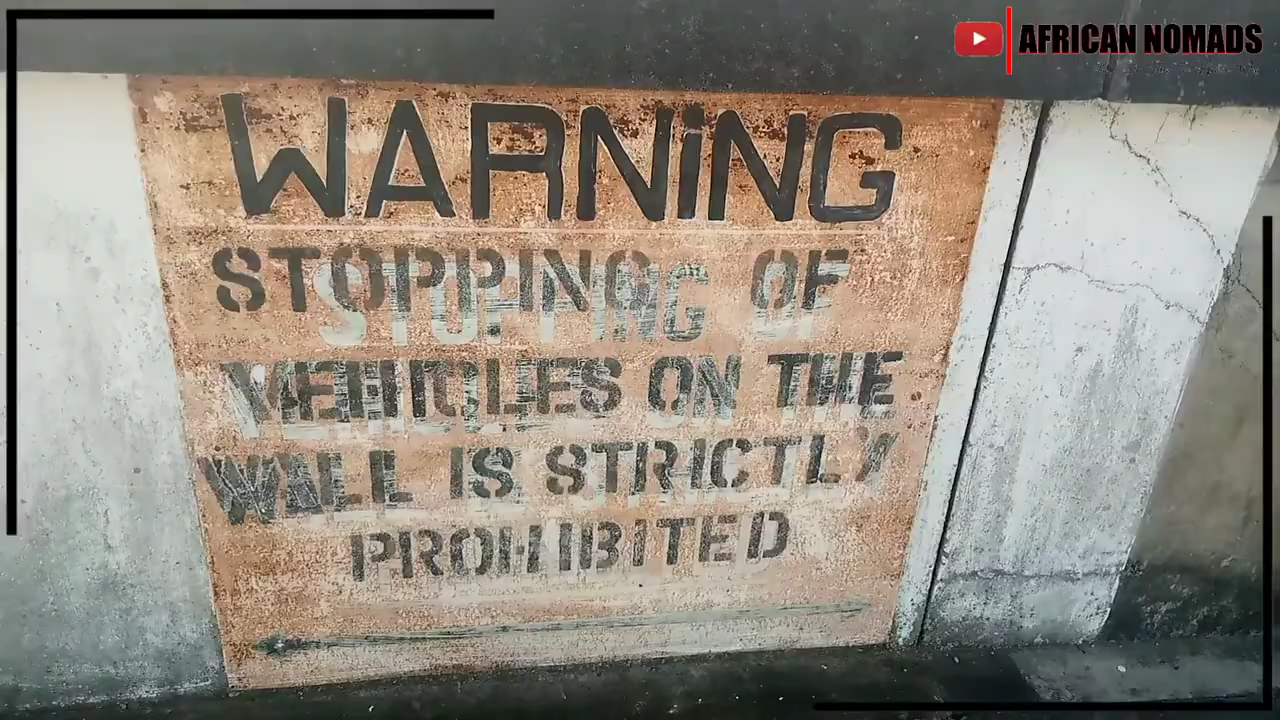 AFRICAN NOMADS
WARNiNG
STOPPING OF
VEHICLES ON THE
WALL IS STRICTLY
PROHIBITED